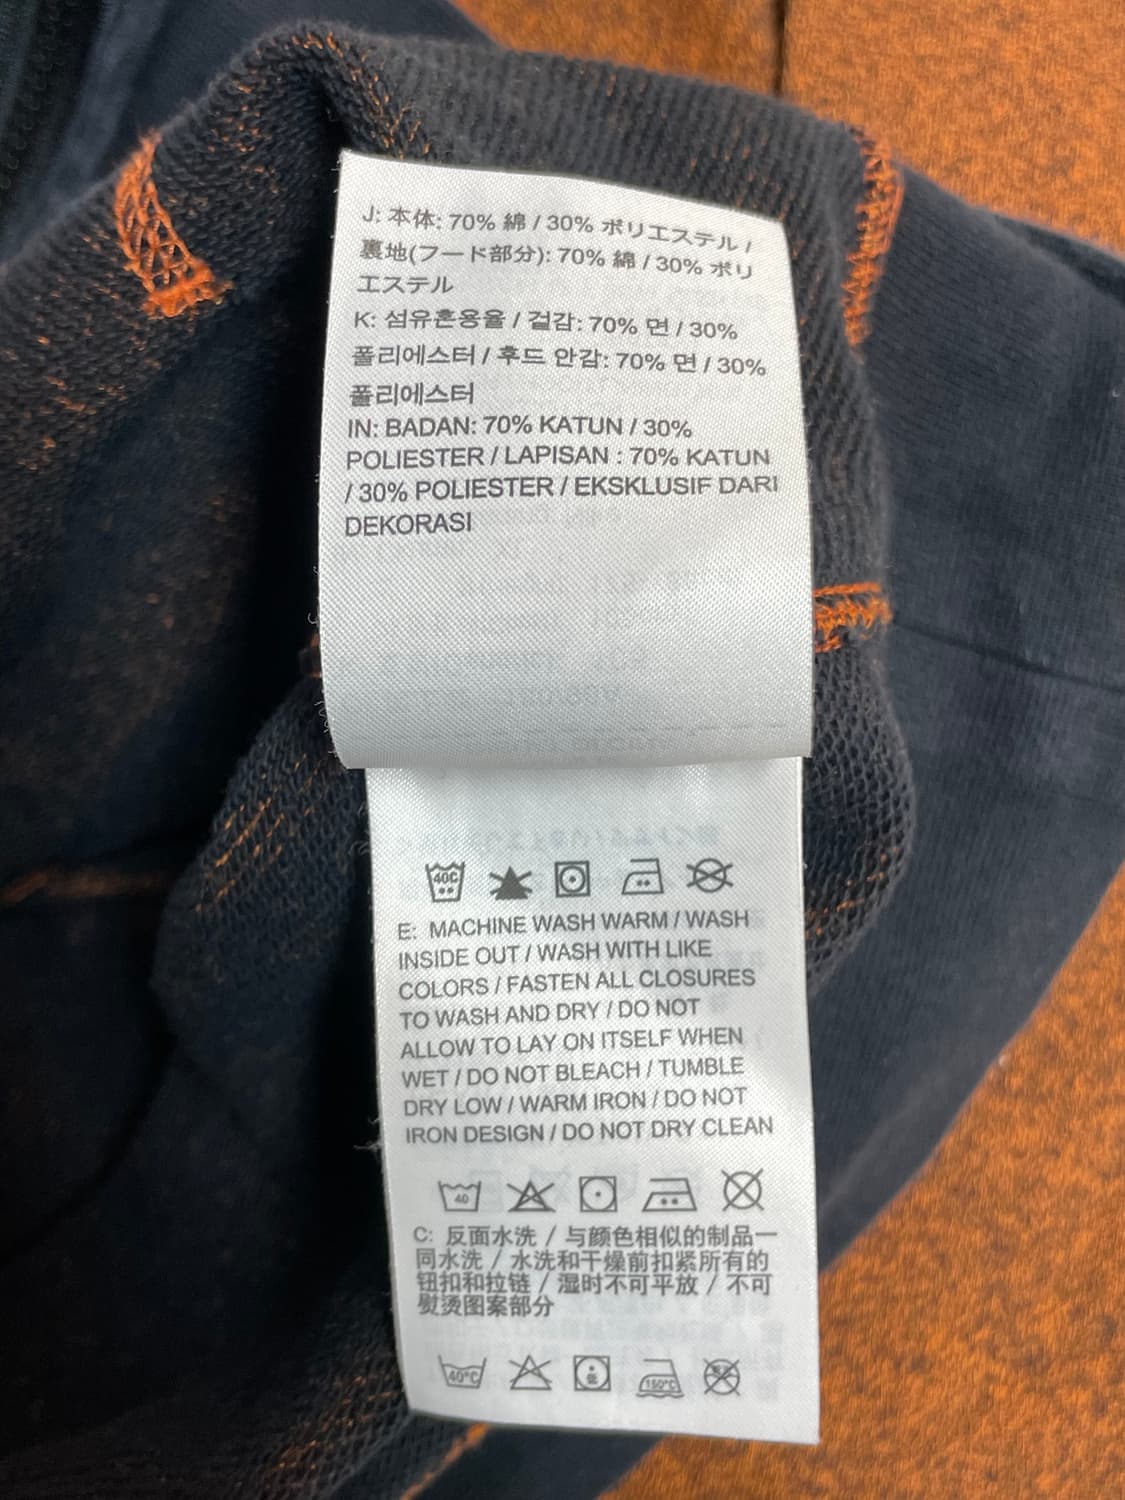 J: 本体: 70% 綿 / 30% ポリエステル /
裏地(フード部分): 70% 綿 / 30% ポリ
エステル
K: 섬유혼용율 / 겉감: 70% 면 / 30%
폴리에스터 / 후드 안감: 70% 면 / 30%
폴리에스터
IN: BADAN: 70% KATUN / 30%
POLIESTER / LAPISAN : 70% KATUN
/ 30% POLIESTER / EKSKLUSIF DARI
DEKORASI
40C
E: MACHINE WASH WARM / WASH
INSIDE OUT / WASH WITH LIKE
COLORS / FASTEN ALL CLOSURES
TO WASH AND DRY / DO NOT
ALLOW TO LAY ON ITSELF WHEN
WET / DO NOT BLEACH / TUMBLE
DRY LOW / WARM IRON / DO NOT
IRON DESIGN / DO NOT DRY CLEAN
40
C: 反面水洗 / 与颜色相似的制品一
同水洗 / 水洗和干燥前扣紧所有的
钮扣和拉链 / 湿时不可平放 / 不可
熨烫图案部分
40°C 低 150°C